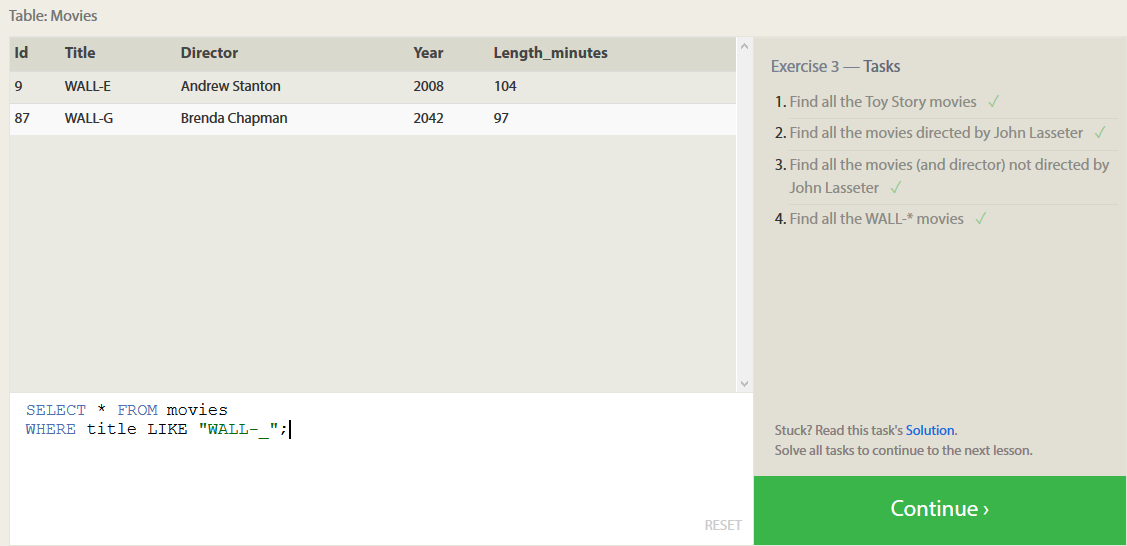 Table: Movies
Id Title Director Year Length_minutes
9 WALL-E Andrew Stanton 2008 104
87 WALL-G Brenda Chapman 2042 97
SELECT * FROM movies
WHERE title LIKE "WALL-_";
RESET
Exercise 3 — Tasks
1. Find all the Toy Story movies ✓
2. Find all the movies directed by John Lasseter ✓
3. Find all the movies (and director) not directed by
John Lasseter ✓
4. Find all the WALL-* movies ✓
Stuck? Read this task's Solution.
Solve all tasks to continue to the next lesson.
Continue ›